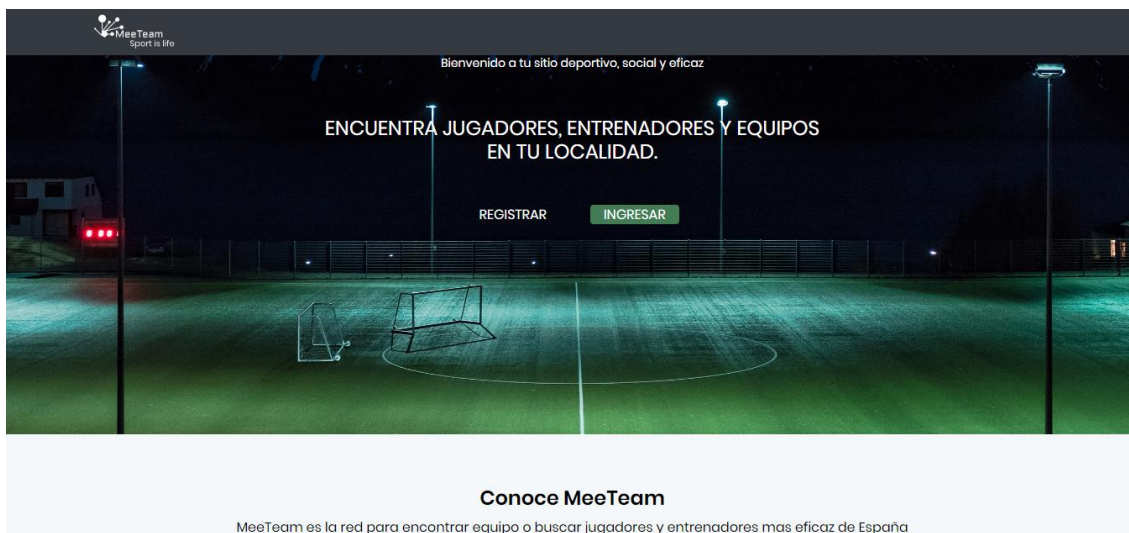 MeeTeam
Sport is life
Bienvenido a tu sitio deportivo, social y eficaz
ENCUENTRA JUGADORES, ENTRENADORES Y EQUIPOS
EN TU LOCALIDAD.
REGISTRAR INGRESAR
Conoce MeeTeam
MeeTeam es la red para encontrar equipo o buscar jugadores y entrenadores mas eficaz de España